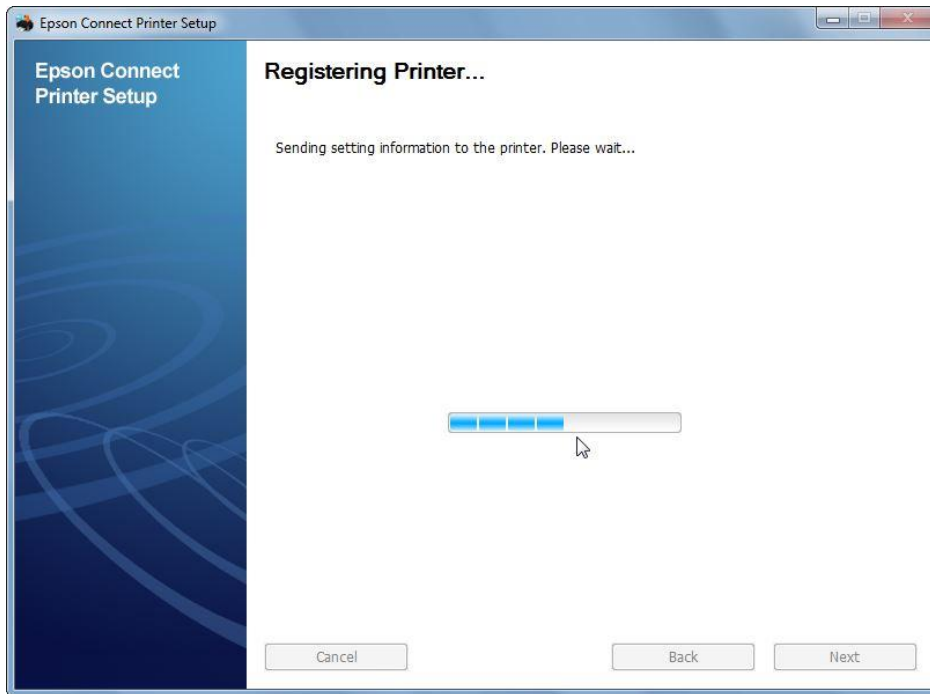 Epson Connect Printer Setup
Epson Connect
Printer Setup
Registering Printer...
Sending setting information to the printer. Please wait...
Cancel
Back
Next